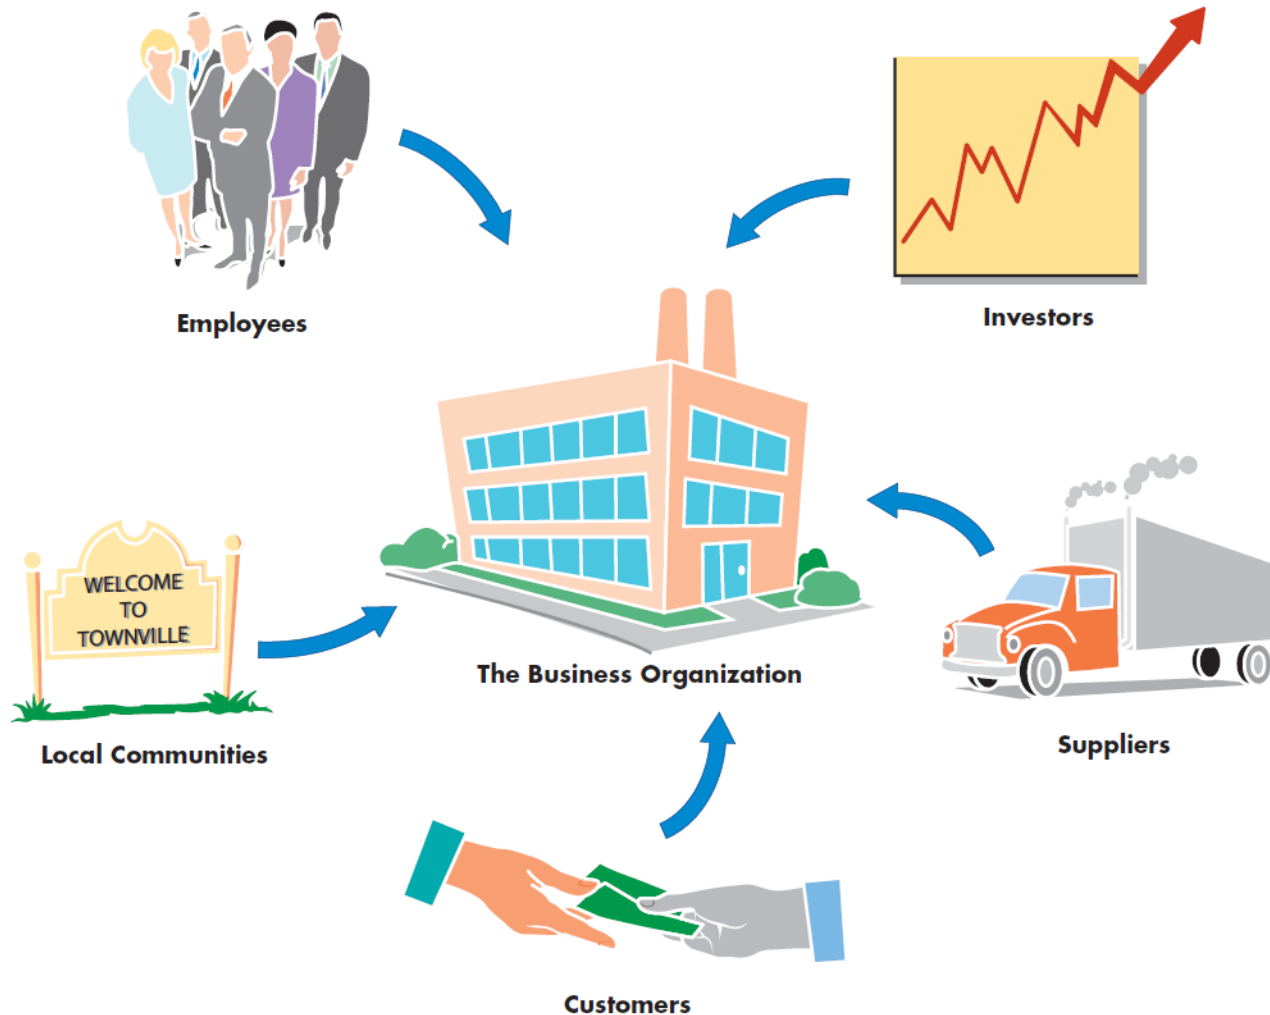 Employees
Investors
WELCOME
TO
TOWNVILLE
The Business Organization
Local Communities
Suppliers
Customers